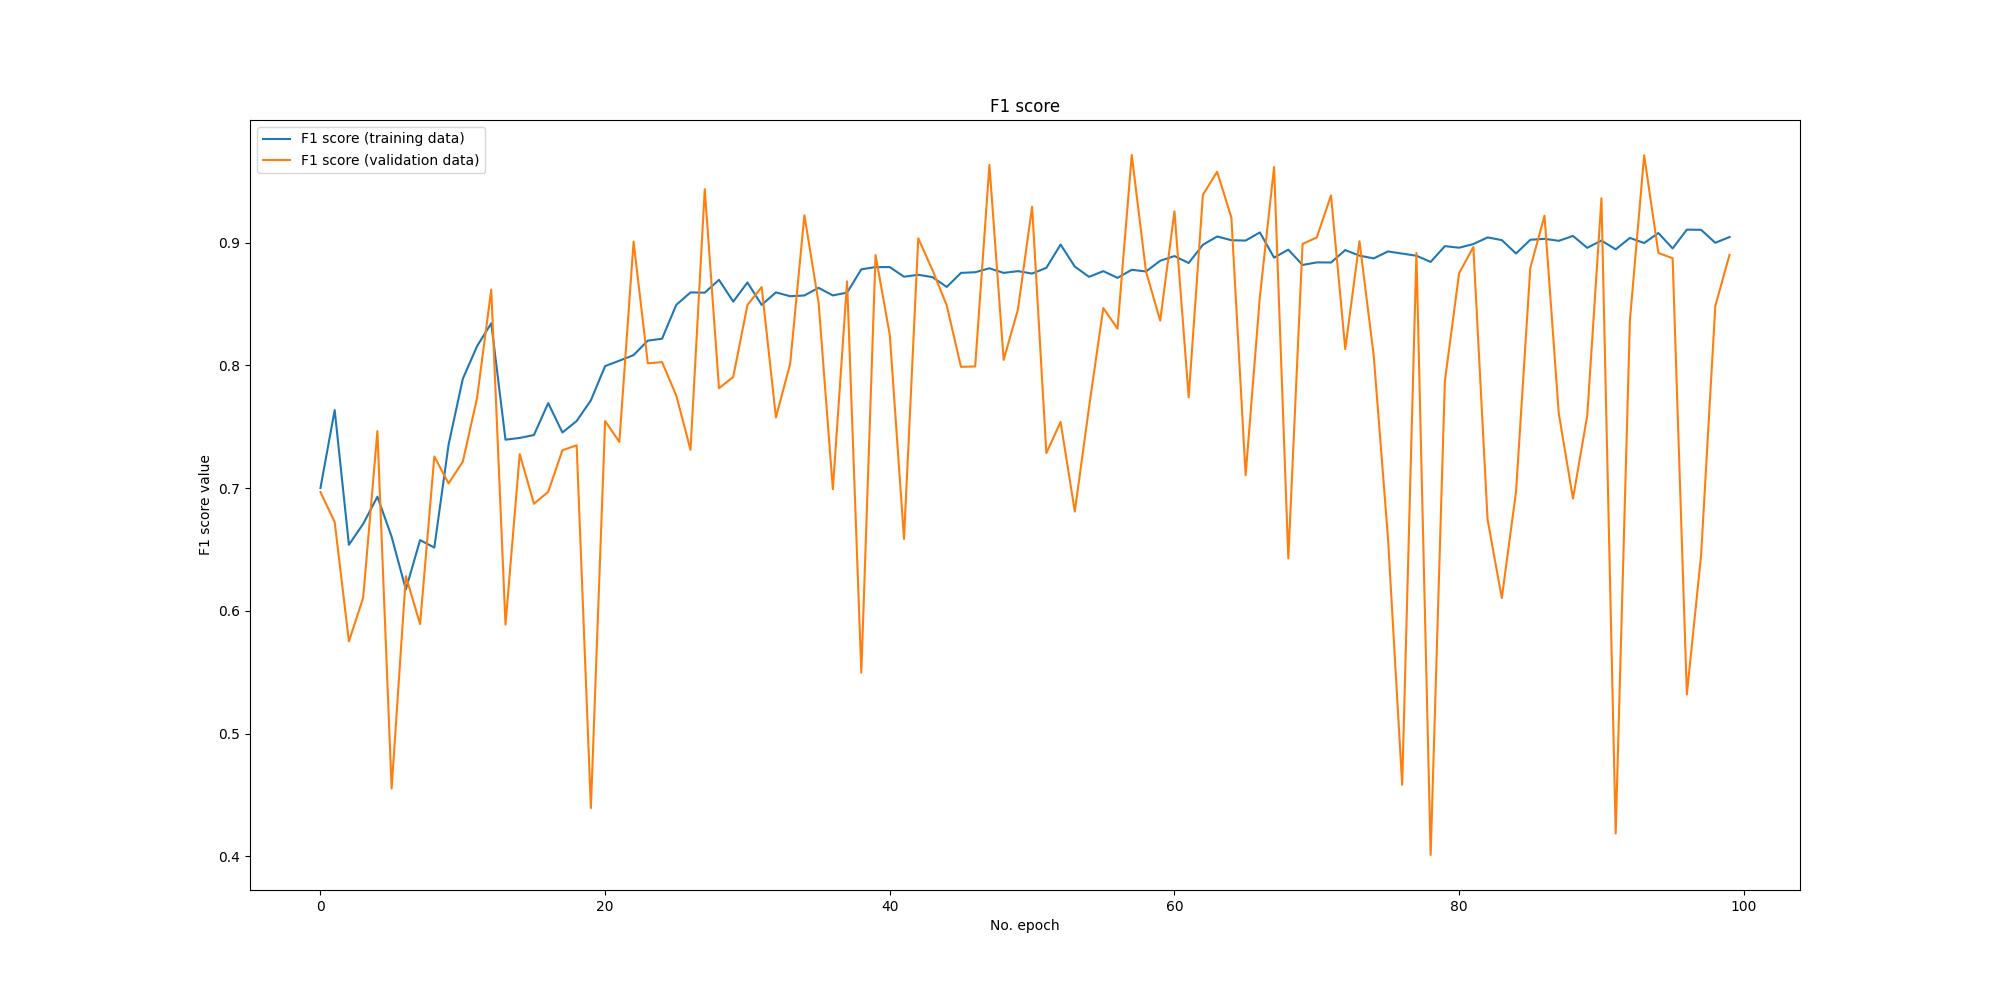 F1 score
F1 score (training data)
F1 score (validation data)
F1 score value
0.9
0.8
0.7
0.6
0.5
0.4
0
20
40
60
80
100
No. epoch